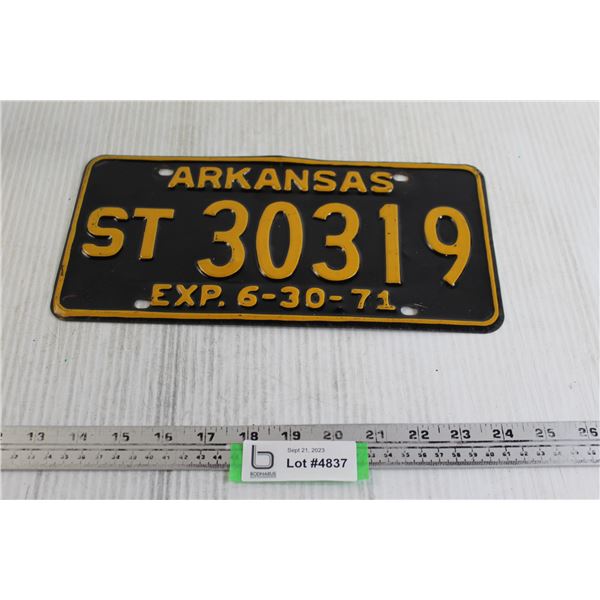 ARKANSAS
ST 30319
EXP. 6-30-71
13 14 15 16 17 18 19 20 21 22 23 24 25 26
Sept 21, 2023
Lot #4837
b
BODNARUS